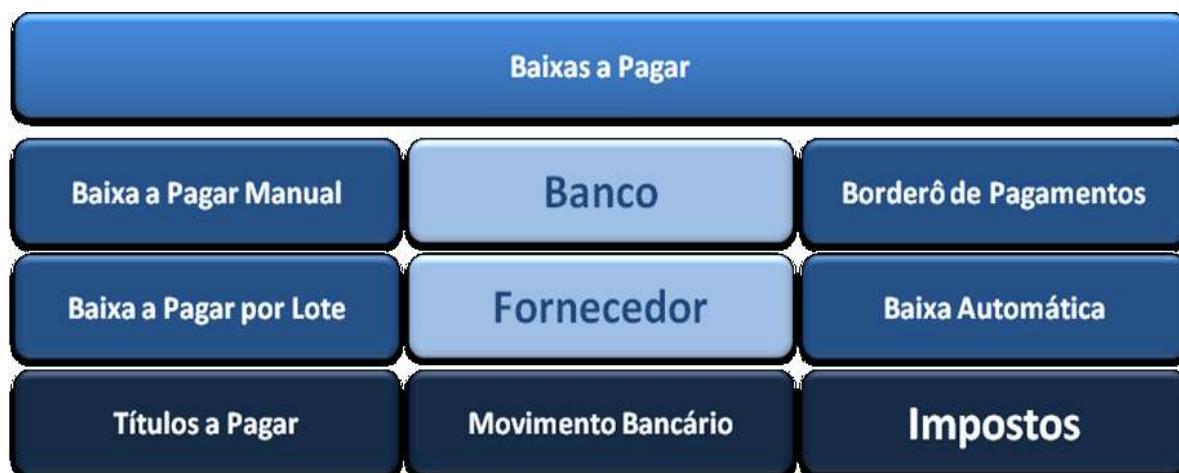 Baixas a Pagar
Baixa a Pagar Manual
Banco
Borderô de Pagamentos
Baixa a Pagar por Lote
Fornecedor
Baixa Automática
Títulos a Pagar
Movimento Bancário
Impostos